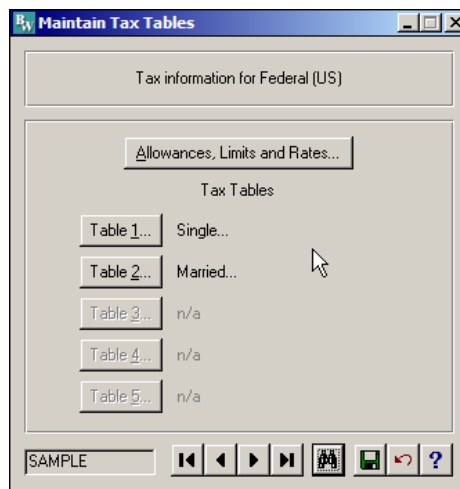 BW Maintain Tax Tables
Tax information for Federal (US)
Allowances, Limits and Rates...
Tax Tables
Table 1... Single...
Table 2... Married...
Table 3... n/a
Table 4... n/a
Table 5... n/a
SAMPLE ?